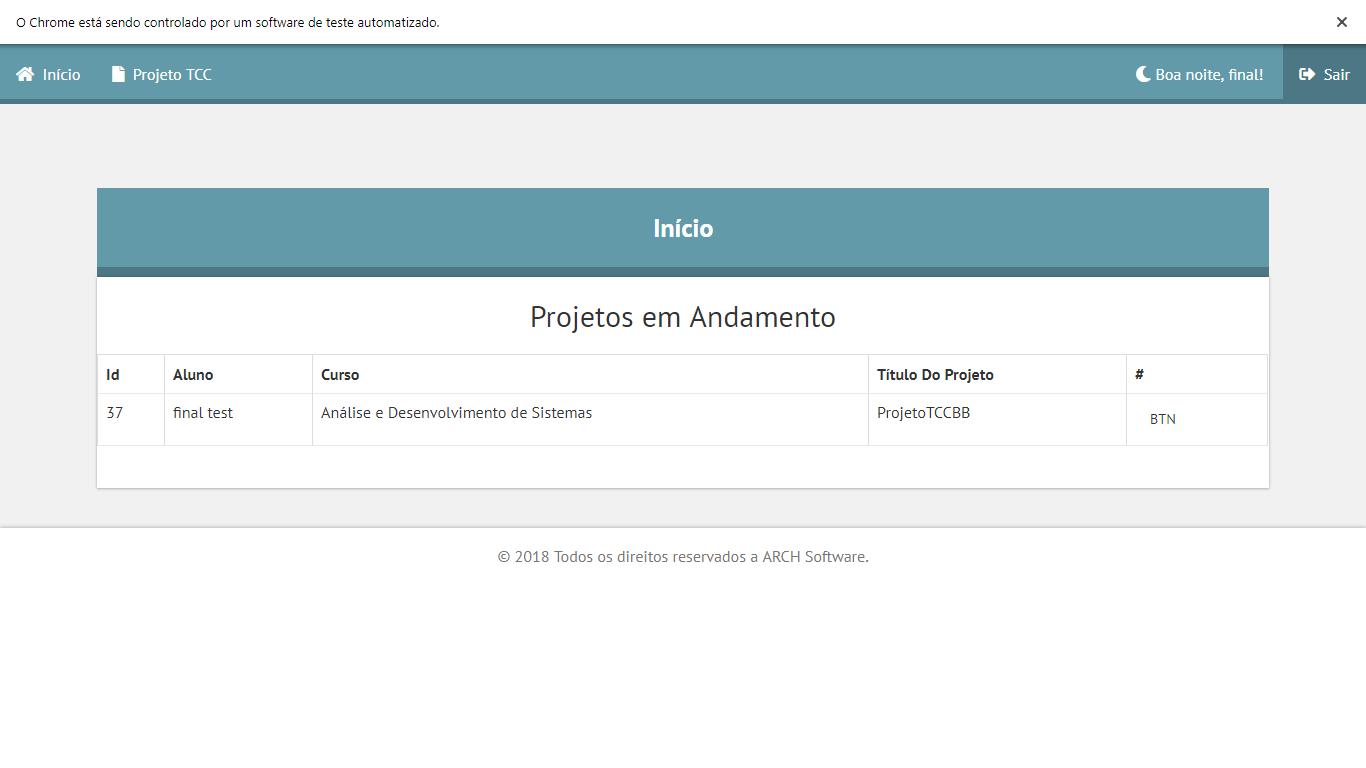 O Chrome está sendo controlado por um software de teste automatizado.
Início Projeto TCC Boa noite, final! Sair
Início
Projetos em Andamento
Id Aluno Curso Título Do Projeto #
37 final test Análise e Desenvolvimento de Sistemas ProjetoTCCBB BTN
© 2018 Todos os direitos reservados a ARCH Software.